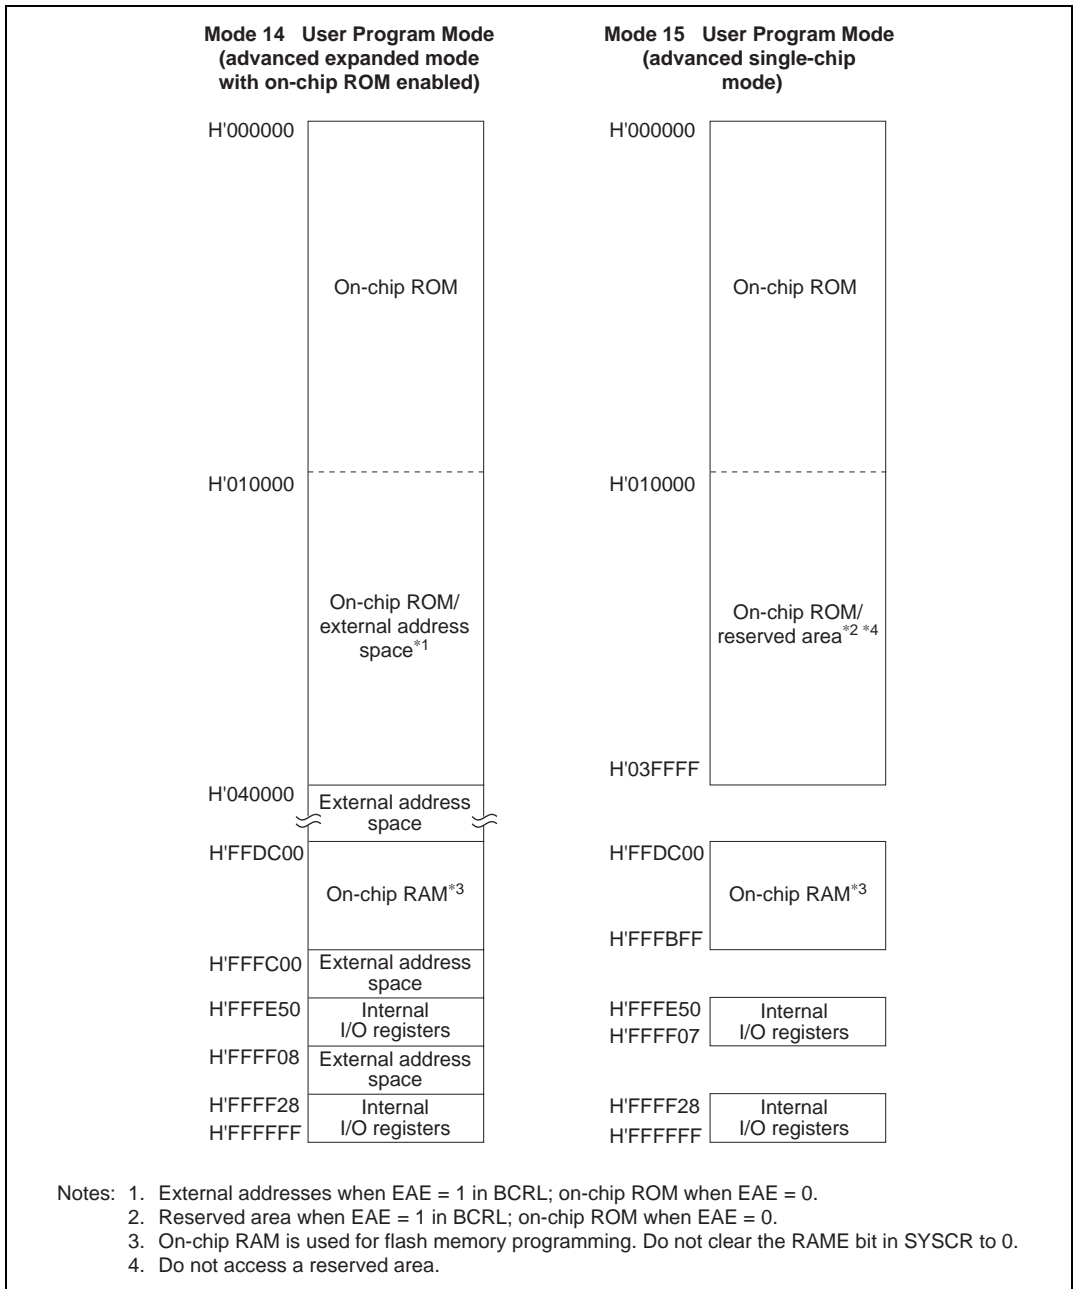 Mode 14   User Program Mode
(advanced expanded mode
with on-chip ROM enabled)
H'000000
On-chip ROM
H'010000
On-chip ROM/
external address
space*1
H'040000
External address
space
H'FFDC00
On-chip RAM*3
H'FFFC00
External address
space
H'FFFE50
Internal
I/O registers
H'FFFF08
External address
space
H'FFFF28
Internal
I/O registers
H'FFFFFF
Mode 15   User Program Mode
(advanced single-chip
mode)
H'000000
On-chip ROM
H'010000
On-chip ROM/
reserved area*2 *4
H'03FFFF
H'FFDC00
On-chip RAM*3
H'FFFBFF
H'FFFE50
Internal
I/O registers
H'FFFF07
H'FFFF28
Internal
I/O registers
H'FFFFFF
Notes: 1. External addresses when EAE = 1 in BCRL; on-chip ROM when EAE = 0.
2. Reserved area when EAE = 1 in BCRL; on-chip ROM when EAE = 0.
3. On-chip RAM is used for flash memory programming. Do not clear the RAME bit in SYSCR to 0.
4. Do not access a reserved area.